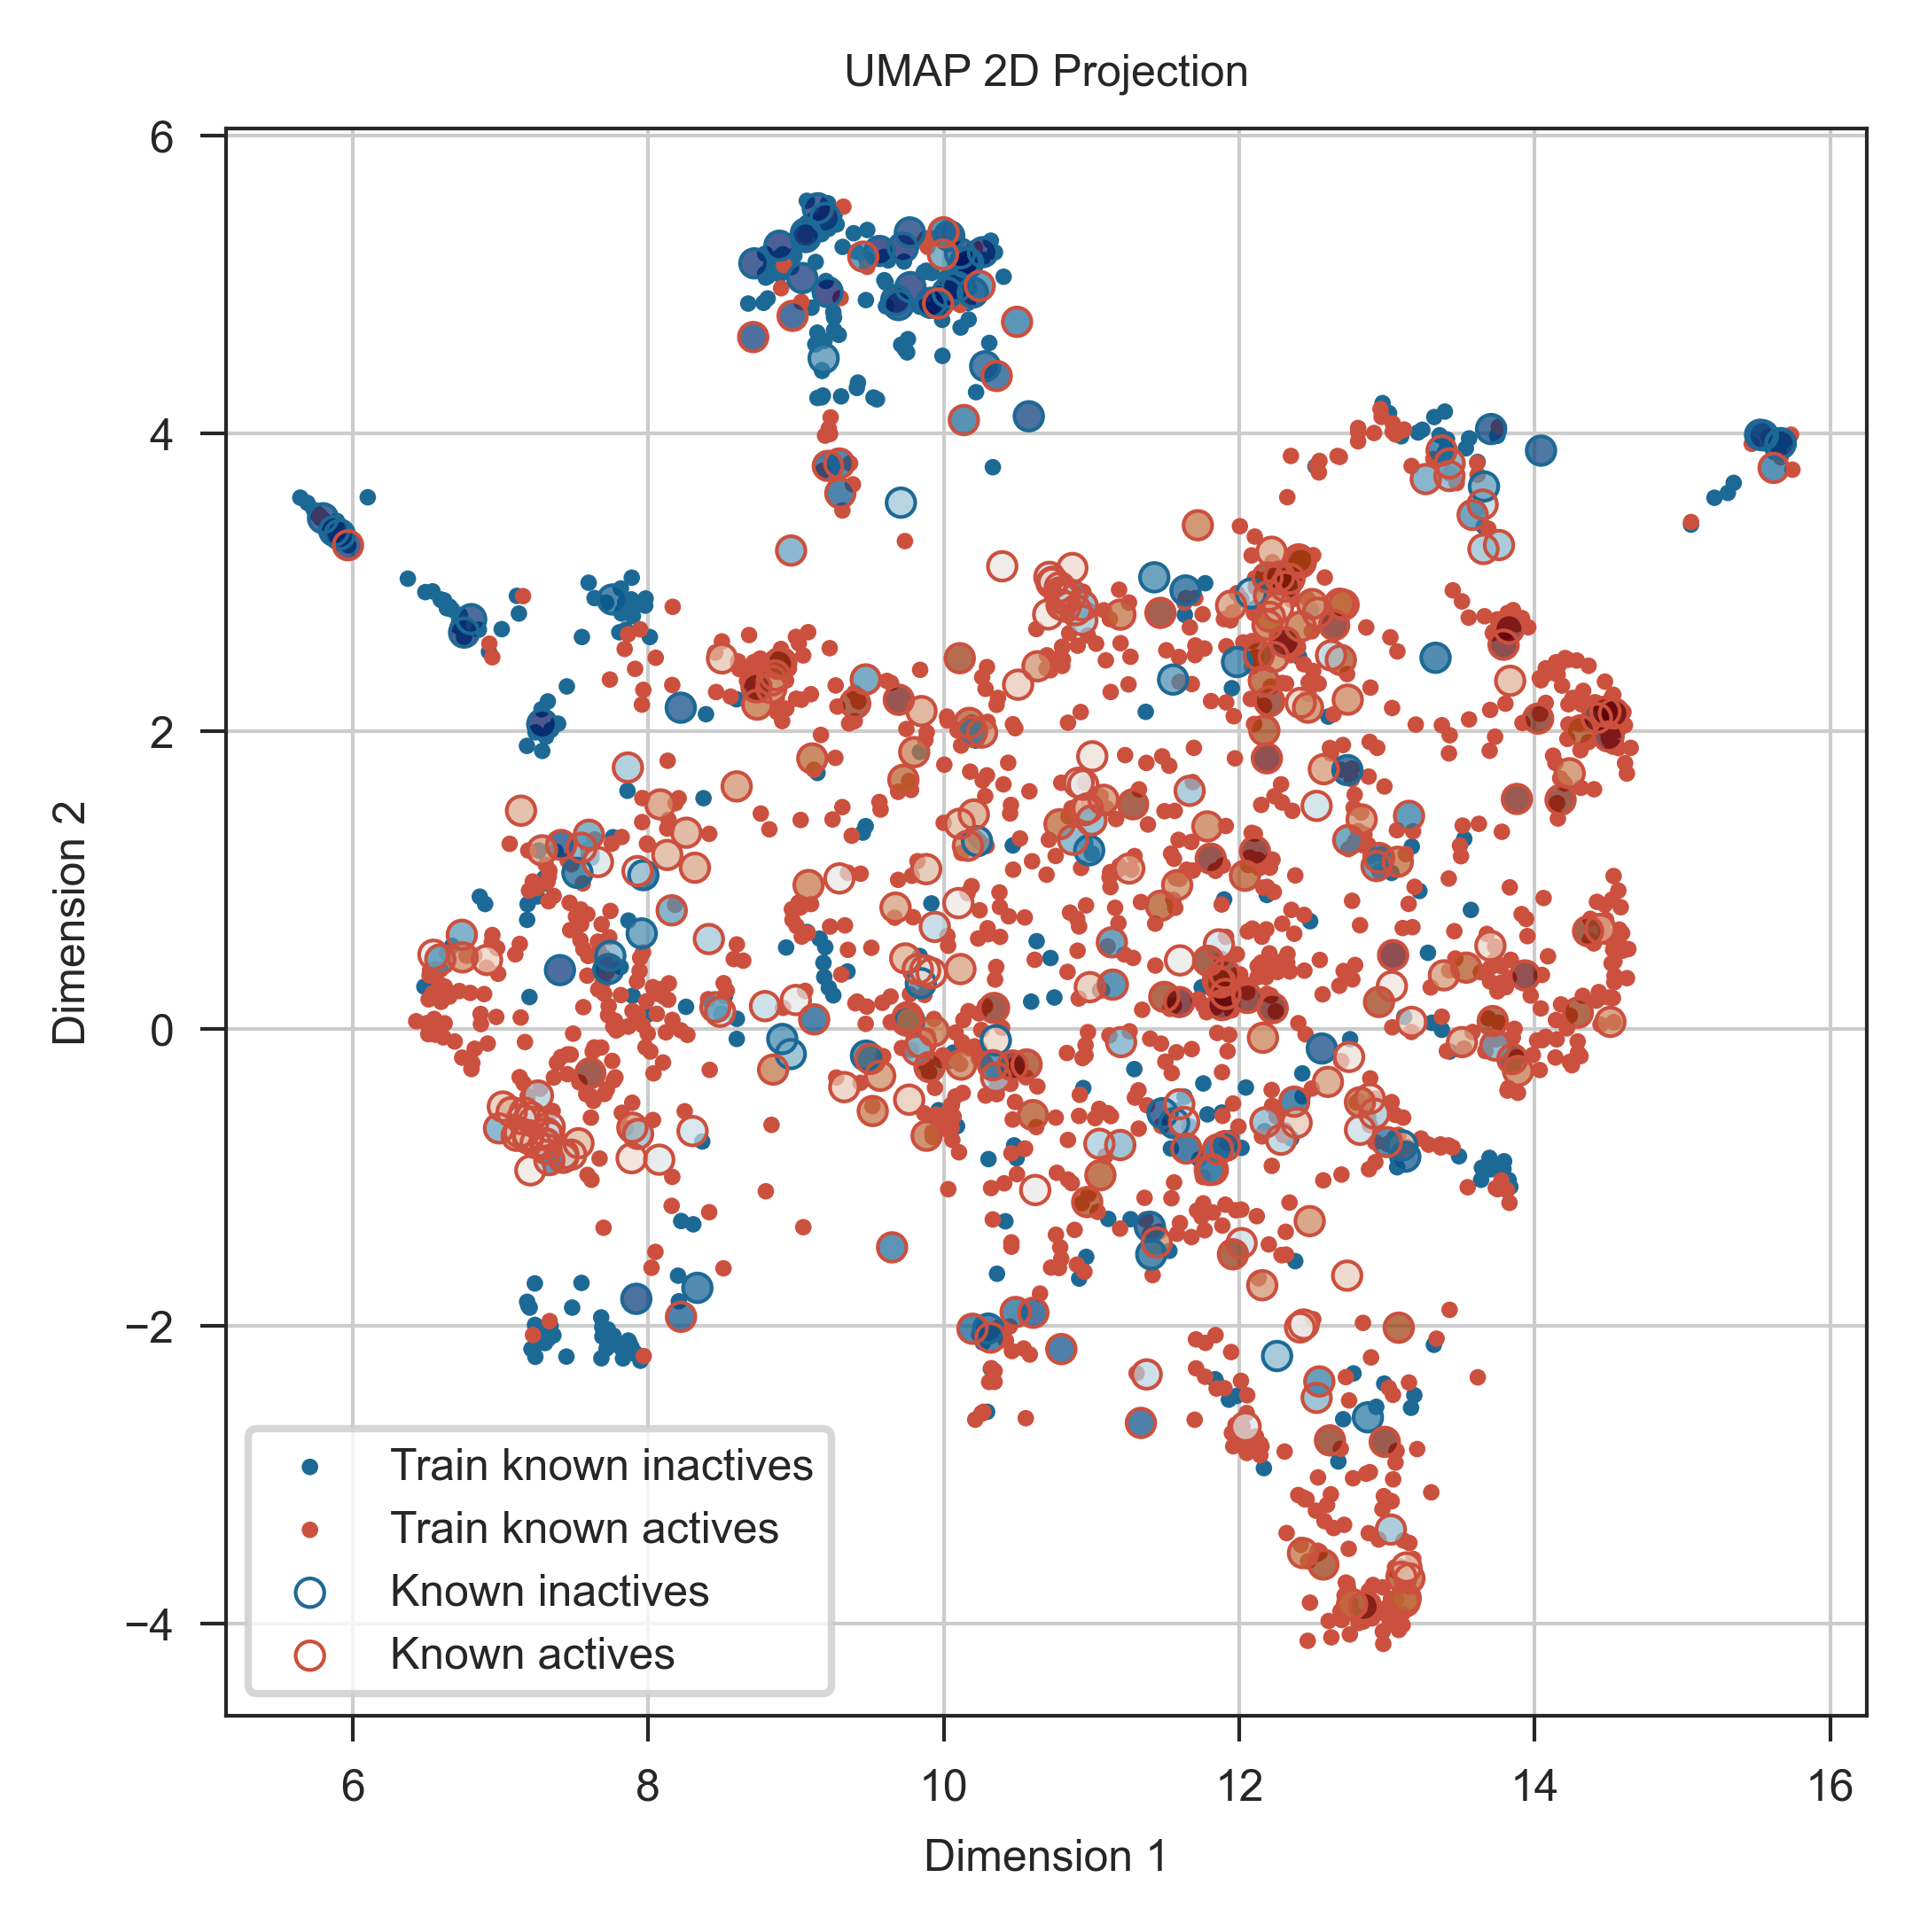 UMAP 2D Projection
6
4
2
0
−2
−4
Dimension 2
Train known inactives
Train known actives
Known inactives
Known actives
6 8 10 12 14 16
Dimension 1